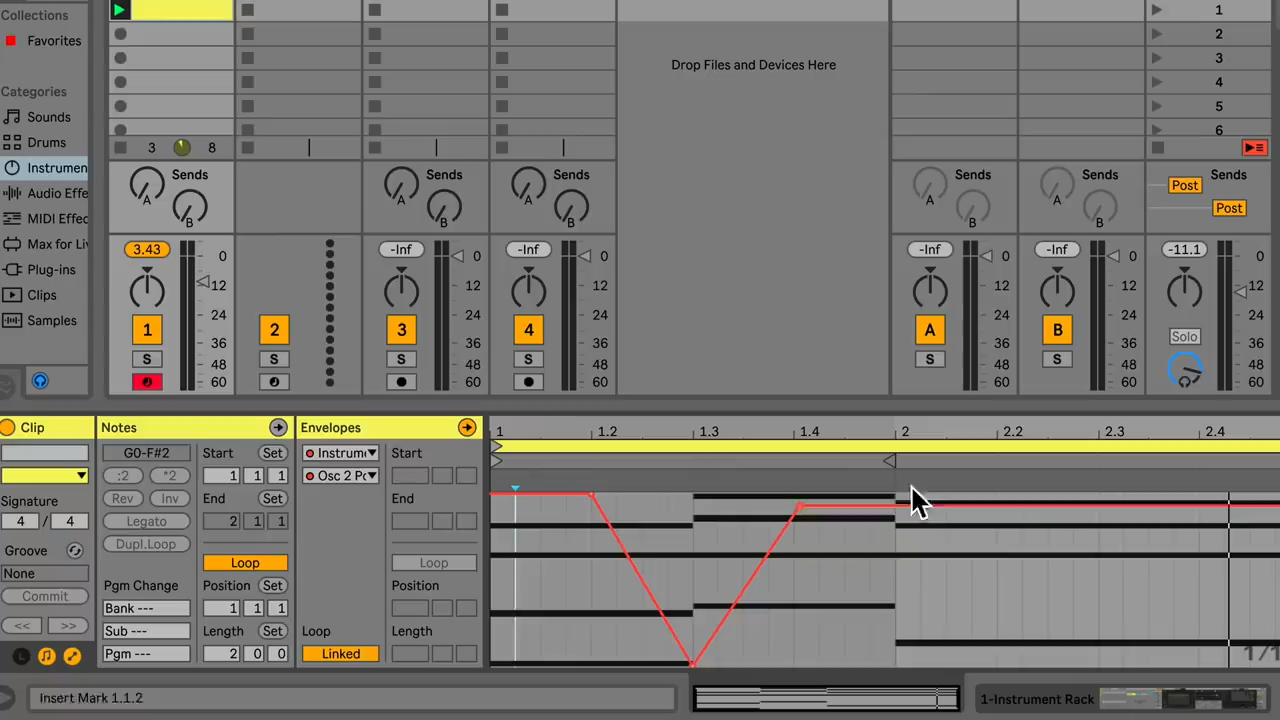 Collections
Favorites
Categories
Sounds
Drums
Instrumen
Audio Effe
MIDI Effec
Max for Li
Plug-ins
Clips
Samples
Drop Files and Devices Here
1
2
3
4
5
6
3 8
Sends Sends Sends Sends Sends Sends
A B A B A B A B A B
Post
Post
3.43 -Inf -Inf -Inf -Inf -11.1
0 0 0 0 0 0
12 12 12 12 12 12
24 24 24 24 24 24
36 36 36 36 36 36
48 48 48 48 48 48
60 60 60 60 60 60
1 2 3 4 A B Solo
S S S S S S
Clip
Signature
4 / 4
Groove
None
Commit
<< >>
L
Notes
G0-F#2
:2 *2
Rev Inv
Legato
Dupl.Loop
Pgm Change
Bank ---
Sub ---
Pgm ---
Start Set
1 1 1
End Set
2 1 1
Loop
Position Set
1 1 1
Length Set
2 0 0
Envelopes
Instrume
Osc 2 Po
Loop
Linked
Start
End
Loop
Position
Length
1 1.2 1.3 1.4 2 2.2 2.3 2.4
1/1
Insert Mark 1.1.2
1-Instrument Rack